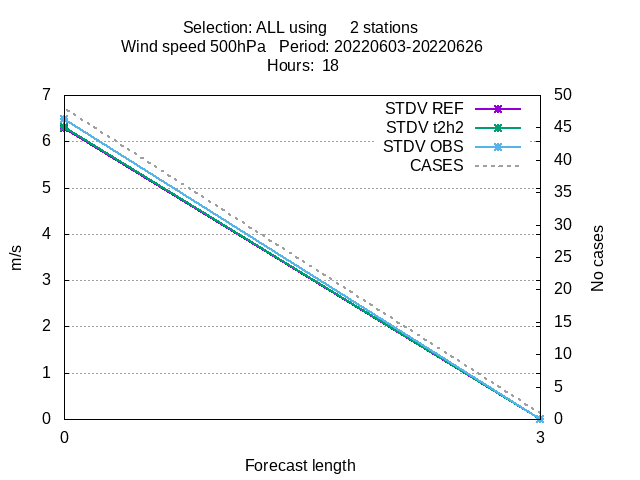 Selection: ALL using     2 stations
Wind speed 500hPa   Period: 20220603-20220626
Hours:  18
7 50
STDV REF
45
STDV t2h2
6
STDV OBS
40
CASES
5 35
30
4
25
3 20
2 15
10
1 5
0 0
m/s
No cases
0 3
Forecast length